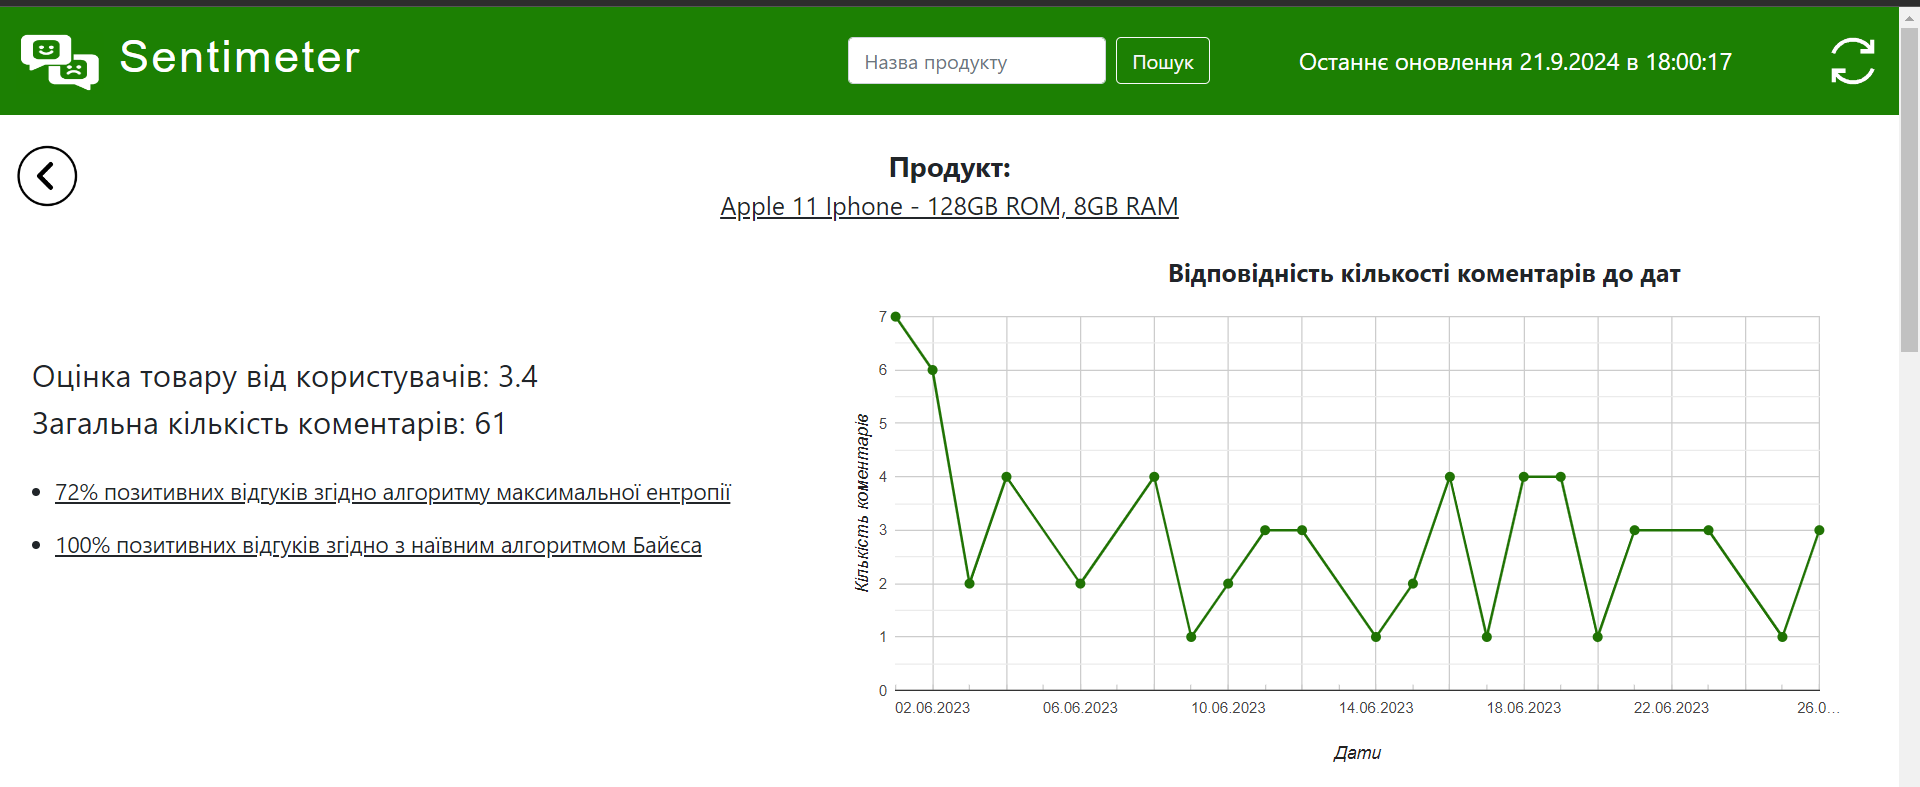 Sentimeter
Назва продукту
Пошук
Останнє оновлення 21.9.2024 в 18:00:17
Продукт:
Apple 11 Iphone - 128GB ROM, 8GB RAM
Оцінка товару від користувачів: 3.4
Загальна кількість коментарів: 61
72% позитивних відгуків згідно алгоритму максимальної ентропії
100% позитивних відгуків згідно з наївним алгоритмом Байєса
Відповідність кількості коментарів до дат
Кількість коментарів
7
6
5
4
3
2
1
0
02.06.2023
06.06.2023
10.06.2023
14.06.2023
18.06.2023
22.06.2023
26.0...
Дати